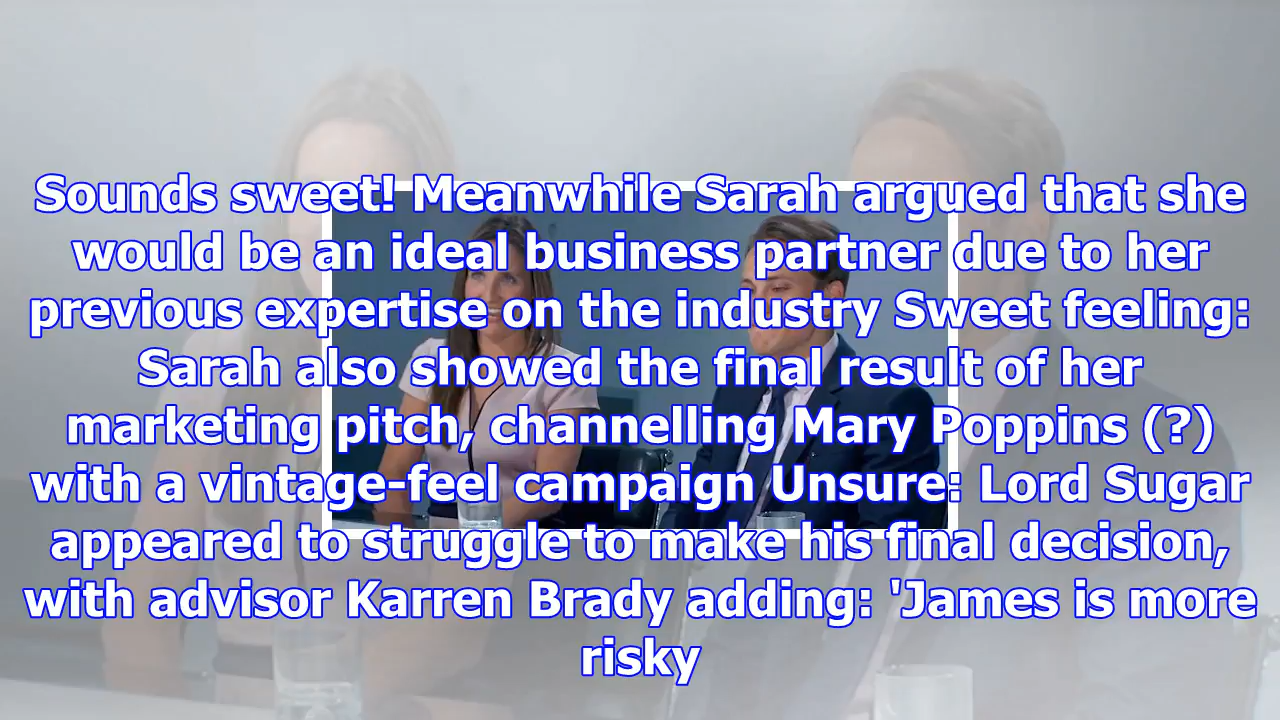 Sounds sweet! Meanwhile Sarah argued that she
would be an ideal business partner due to her
previous expertise on the industry Sweet feeling:
Sarah also showed the final result of her
marketing pitch, channelling Mary Poppins (?)
with a vintage-feel campaign Unsure: Lord Sugar
appeared to struggle to make his final decision,
with advisor Karren Brady adding: 'James is more
risky